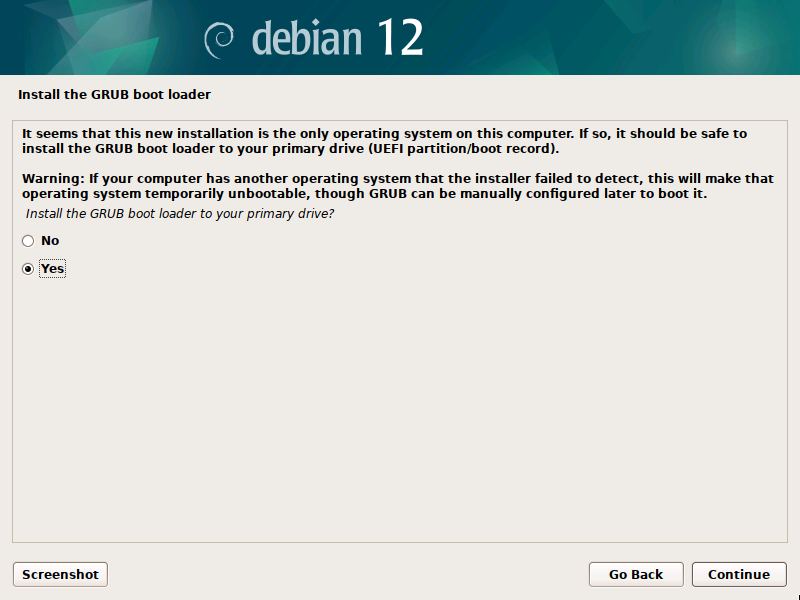 debian 12
Install the GRUB boot loader
It seems that this new installation is the only operating system on this computer. If so, it should be safe to
install the GRUB boot loader to your primary drive (UEFI partition/boot record).
Warning: If your computer has another operating system that the installer failed to detect, this will make that
operating system temporarily unbootable, though GRUB can be manually configured later to boot it.
Install the GRUB boot loader to your primary drive?
No
Yes
Screenshot
Go Back
Continue